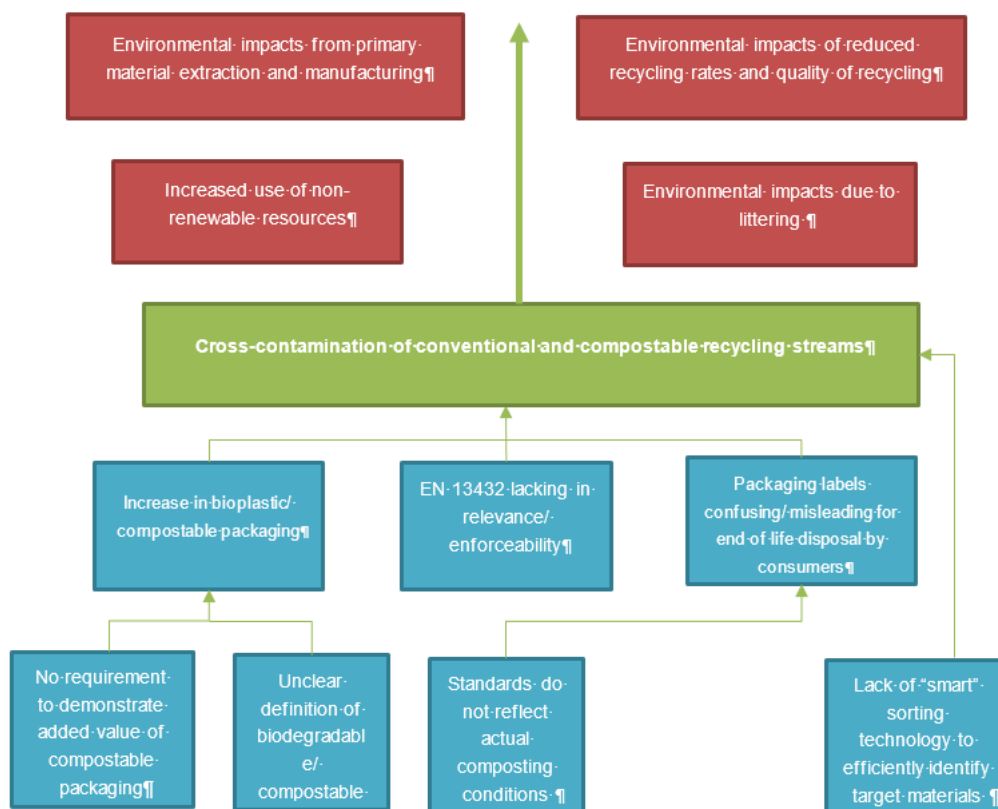 Environmental· impacts· from· primary·
material· extraction· and· manufacturing¶
Environmental· impacts· of· reduced·
recycling· rates· and· quality· of· recycling¶
Increased· use· of· non-
renewable· resources¶
Environmental· impacts· due· to·
littering·¶
Cross-contamination·of·conventional·and·compostable·recycling·streams¶
Increase·in·bioplastic/·
compostable·packaging¶
EN·13432·lacking·in·
relevance/·
enforceability¶
Packaging·labels·
confusing/·misleading·for·
end·of·life·disposal·by·
consumers¶
No·requirement·
to·demonstrate·
added·value·of·
compostable·
packaging¶
Unclear·
definition·of·
biodegradabl
e/·
compostable·
Standards·do·
not·reflect·
actual·
composting·
conditions·¶
Lack·of·“smart”·
sorting·
technology·to·
efficiently·identify·
target·materials·¶